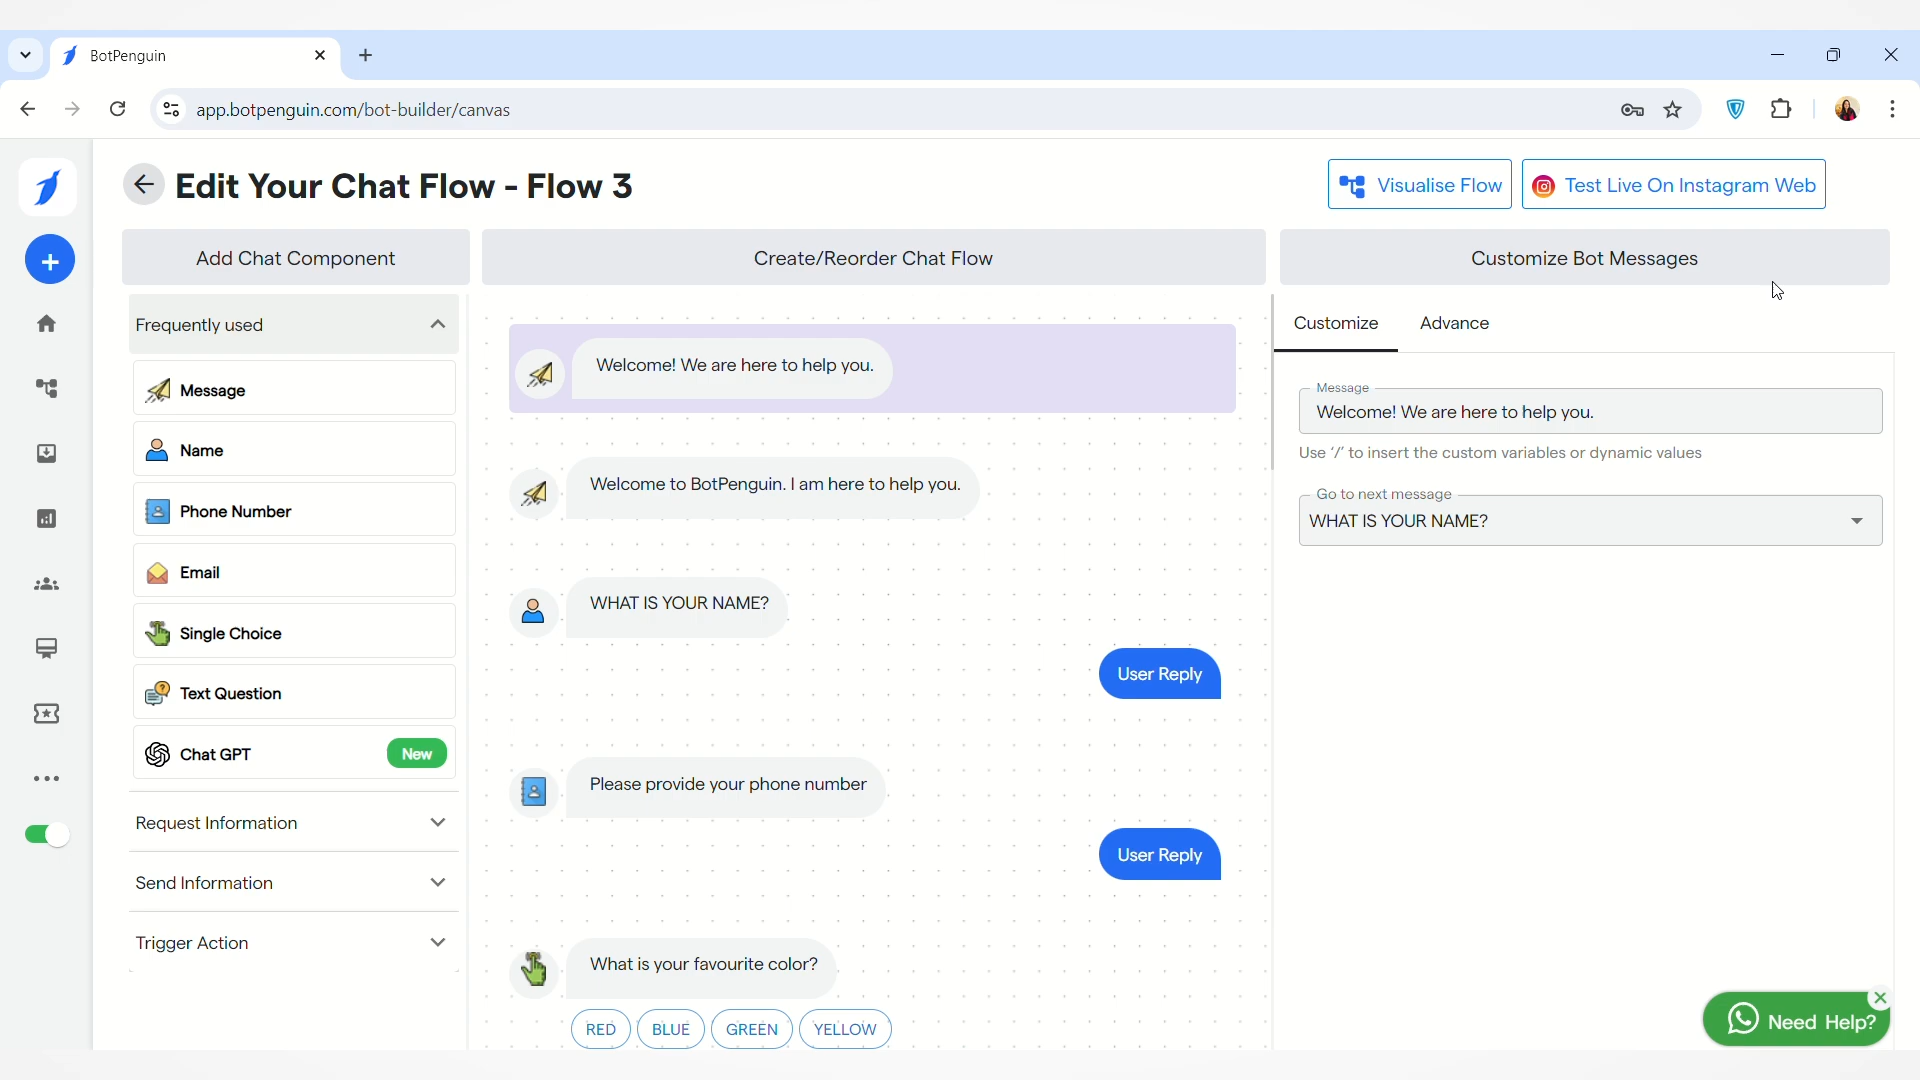 BotPenguin
app.botpenguin.com/bot-builder/canvas
Edit Your Chat Flow - Flow 3
Visualise Flow
Test Live On Instagram Web
Add Chat Component
Create/Reorder Chat Flow
Customize Bot Messages
Frequently used
Message
Name
Phone Number
Email
Single Choice
Text Question
Chat GPT
New
Request Information
Send Information
Trigger Action
Welcome! We are here to help you.
Welcome to BotPenguin. I am here to help you.
WHAT IS YOUR NAME?
User Reply
Please provide your phone number
User Reply
What is your favourite color?
RED
BLUE
GREEN
YELLOW
Customize
Advance
Message
Welcome! We are here to help you.
Use ‘/’ to insert the custom variables or dynamic values
Go to next message
WHAT IS YOUR NAME?
Need Help?